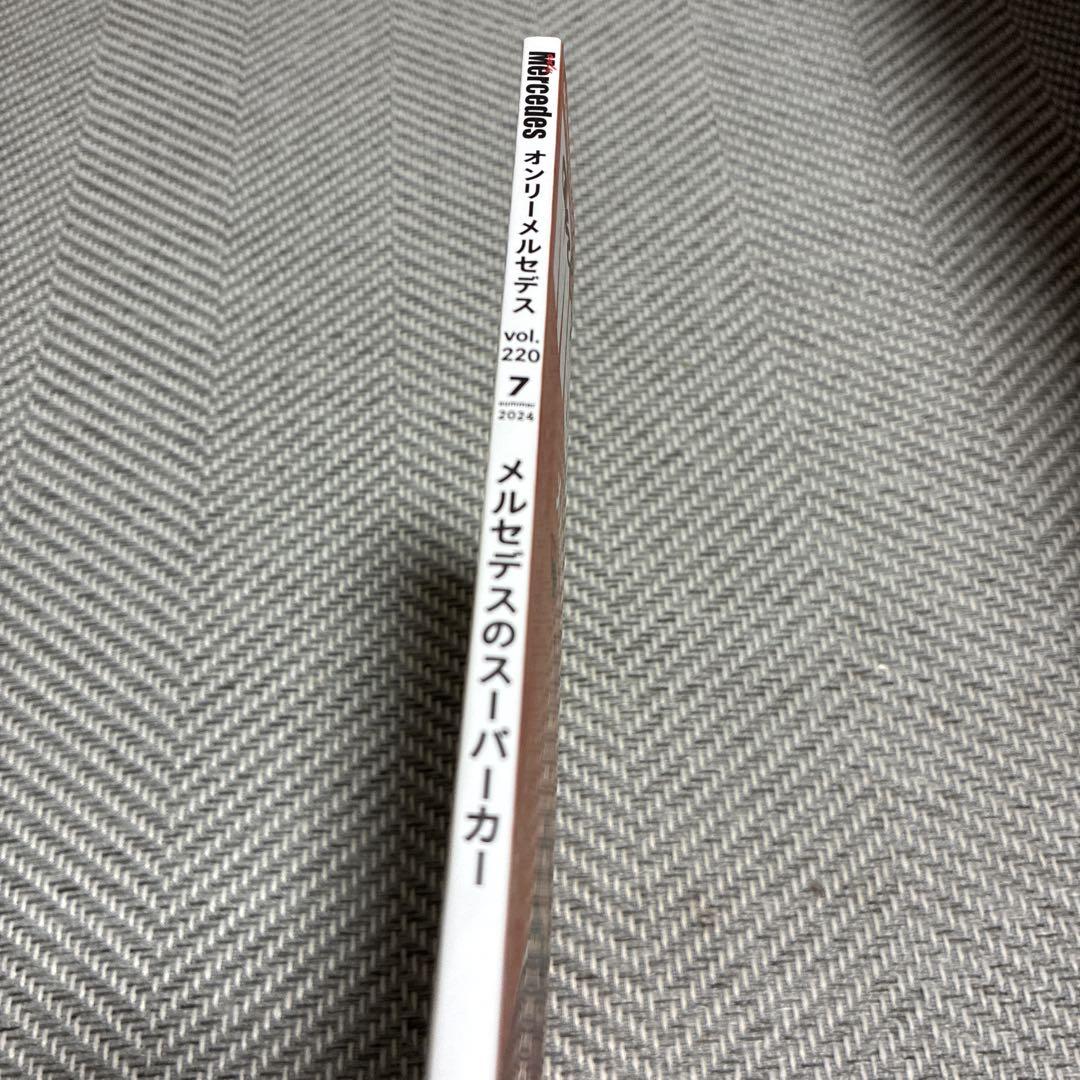 only Mercedes
オンリーメルセデス
vol.
220
7
summer
2024
メルセデスのスーパーカー